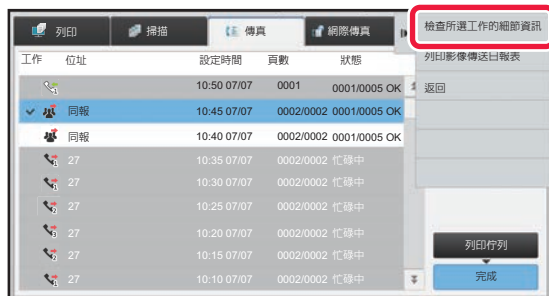 列印 掃描 傳真 網際傳真 檢查所選工作的細節資訊
列印影像傳送日報表
工作 位址 設定時間 頁數 狀態
10:50 07/07 0001 0001/0005 OK 返回
同報 10:45 07/07 0002/0002 0001/0005 OK
同報 10:40 07/07 0002/0002 0001/0005 OK
27 10:35 07/07 0002/0002 忙碌中
27 10:30 07/07 0002/0002 忙碌中
27 10:25 07/07 0002/0002 忙碌中
27 10:20 07/07 0002/0002 忙碌中
列印佇列
27 10:15 07/07 0002/0002 忙碌中
27 10:10 07/07 0002/0002 忙碌中 完成